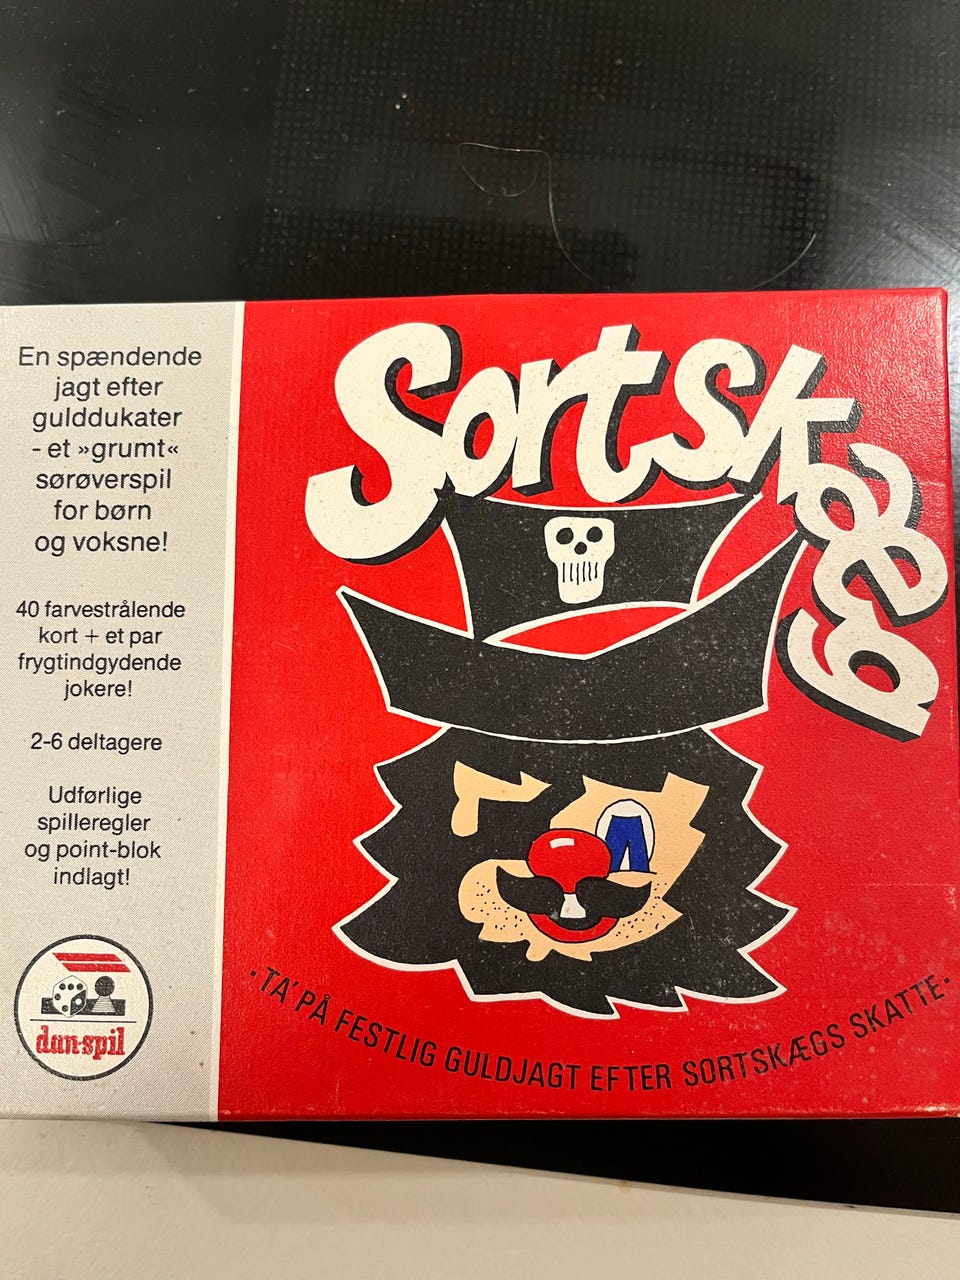 Sortskæg
En spændende
jagt efter
gulddukater
- et »grumt«
sørøverspil
for børn
og voksne!
40 farvestrålende
kort + et par
frygtindgydende
jokere!
2-6 deltagere
Udførlige
spilleregler
og point-blok
indlagt!
dan-spil
·TA' PÅ FESTLIG GULDJAGT EFTER SORTSKÆGS SKATTE·